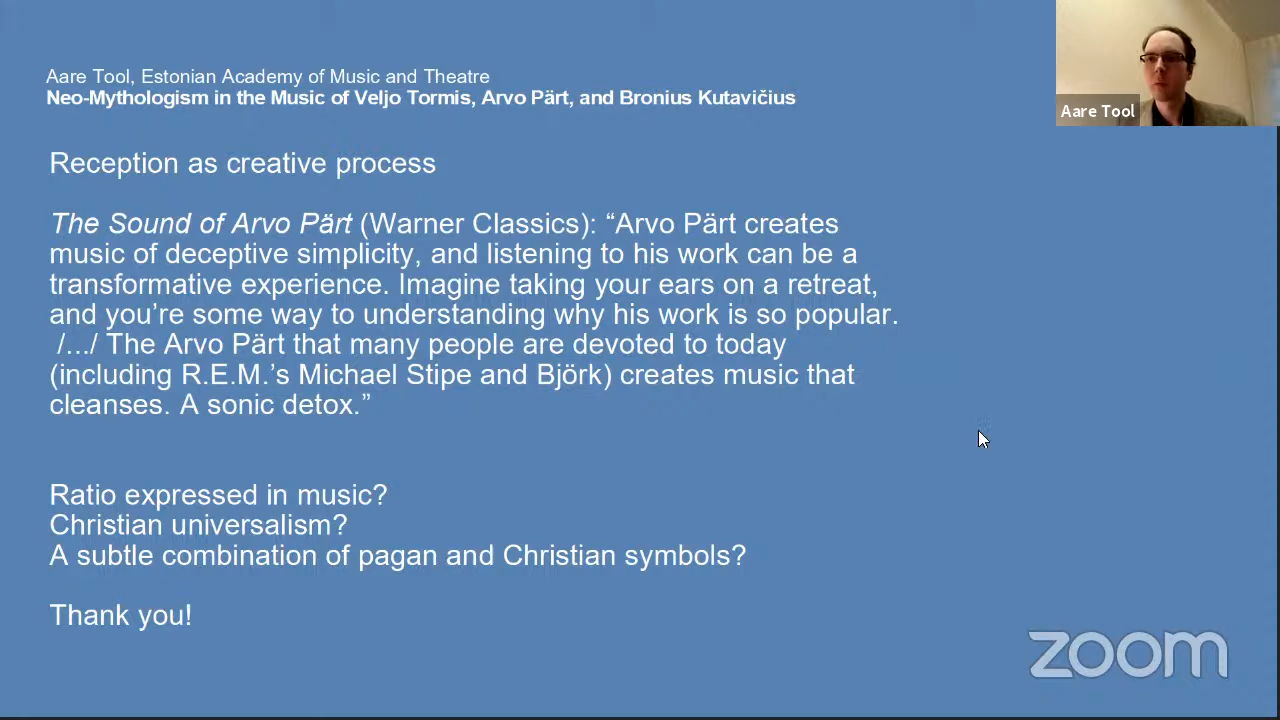 Aare Tool, Estonian Academy of Music and Theatre
Neo-Mythologism in the Music of Veljo Tormis, Arvo Pärt, and Bronius Kutavičius
Aare Tool
Reception as creative process
The Sound of Arvo Pärt (Warner Classics): “Arvo Pärt creates
music of deceptive simplicity, and listening to his work can be a
transformative experience. Imagine taking your ears on a retreat,
and you’re some way to understanding why his work is so popular.
/.../ The Arvo Pärt that many people are devoted to today
(including R.E.M.’s Michael Stipe and Björk) creates music that
cleanses. A sonic detox.”
Ratio expressed in music?
Christian universalism?
A subtle combination of pagan and Christian symbols?
Thank you!
zoom